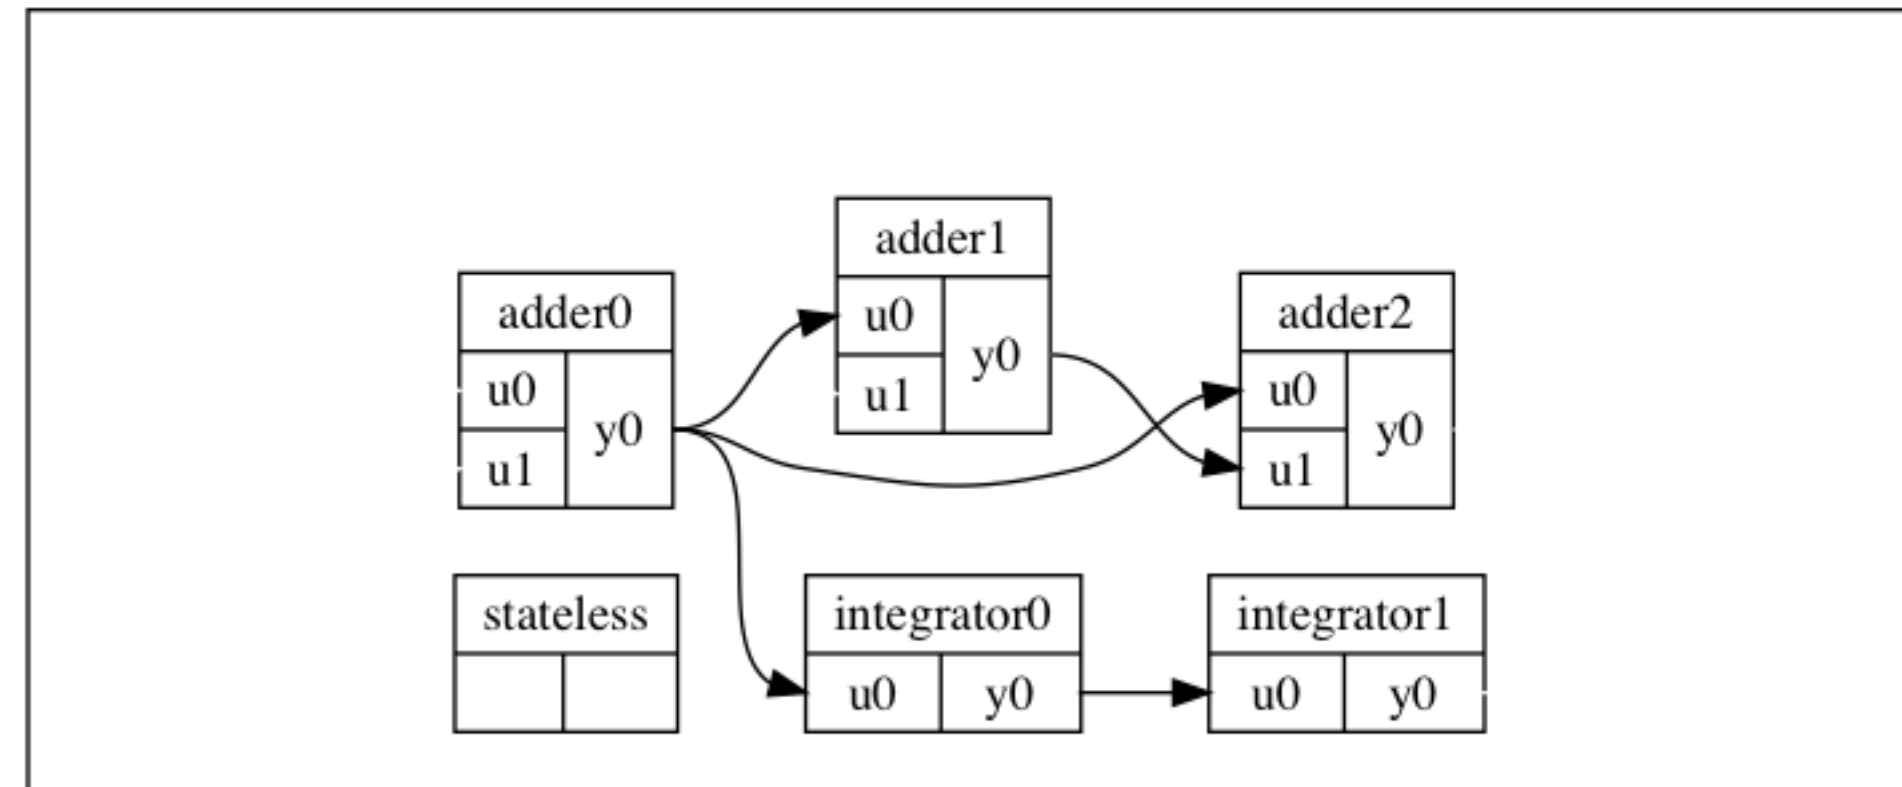 adder0
u0
u1
y0
adder1
u0
u1
y0
adder2
u0
u1
y0
stateless
integrator0
u0 y0
integrator1
u0 y0